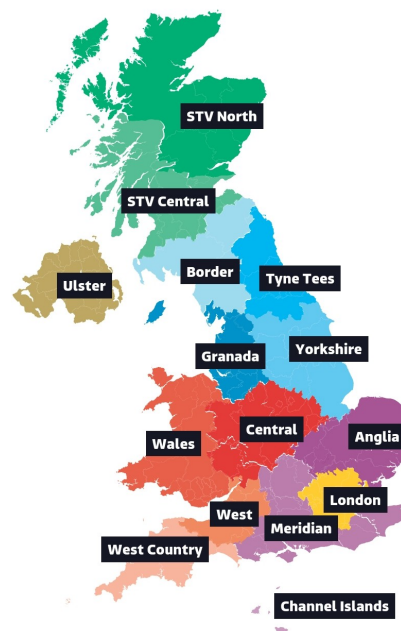 STV North
STV Central
Border
Ulster
Tyne Tees
Granada
Yorkshire
Central
Anglia
Wales
London
West
Meridian
West Country
Channel Islands